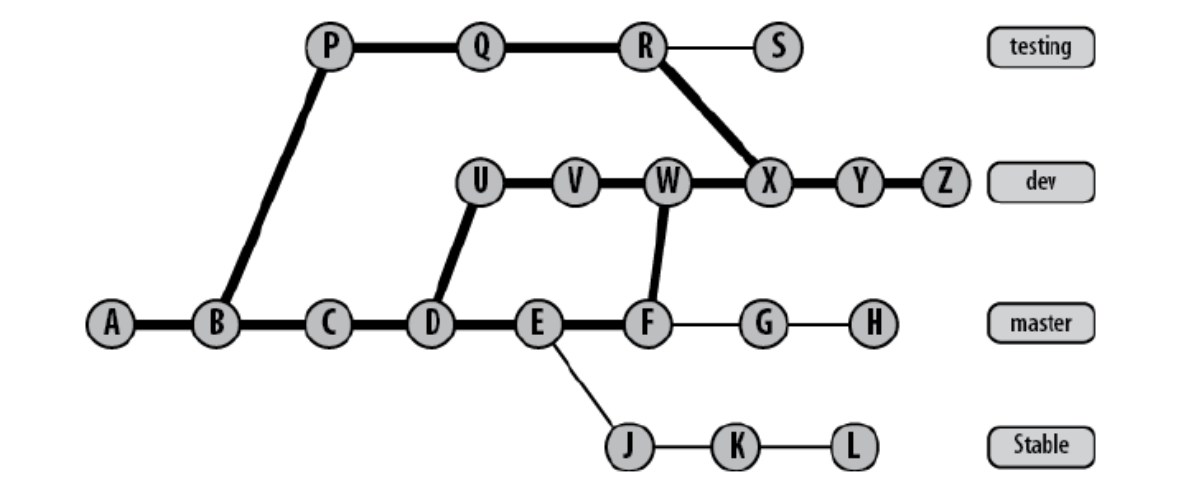 P Q R S testing
U V W X Y Z dev
A B C D E F G H master
J K L Stable